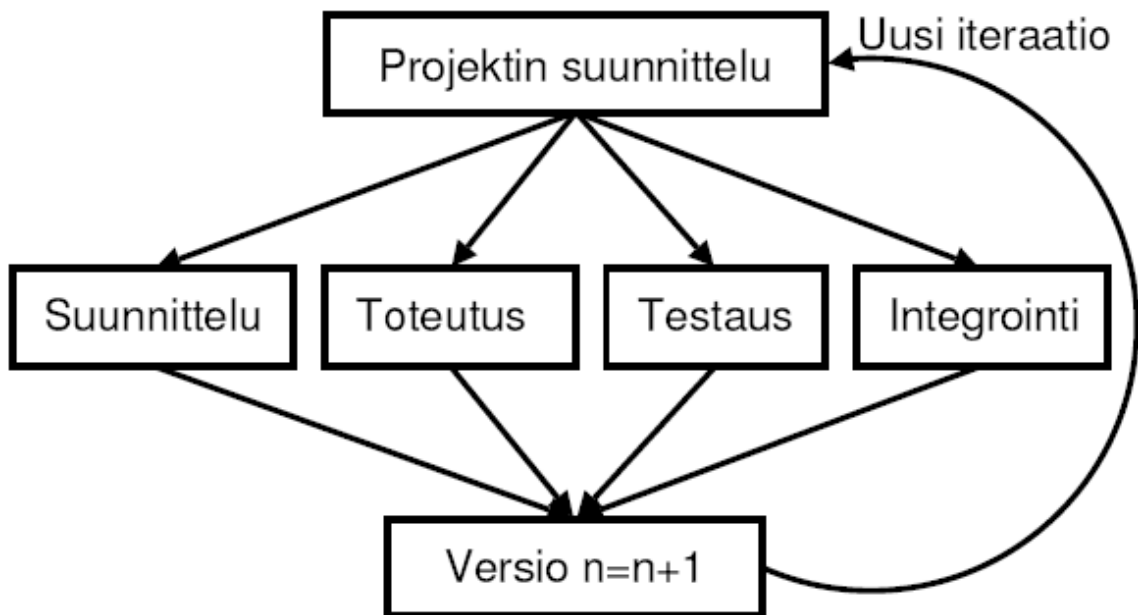 Uusi iteraatio
Projektin suunnittelu
Suunnittelu
Toteutus
Testaus
Integrointi
Versio n=n+1